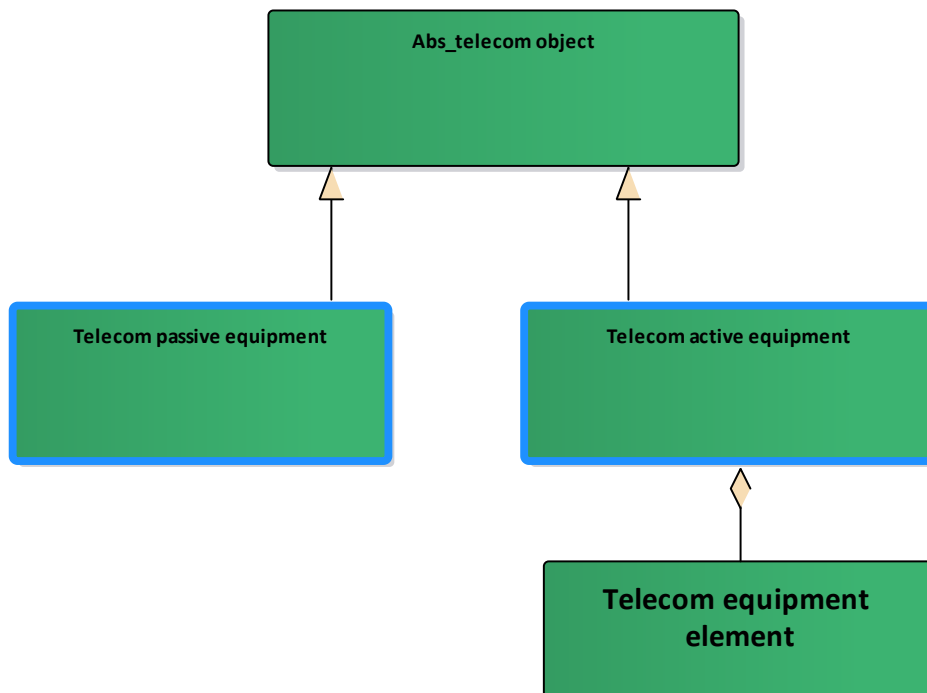 Abs_telecom object
Telecom passive equipment
Telecom active equipment
Telecom equipment
element